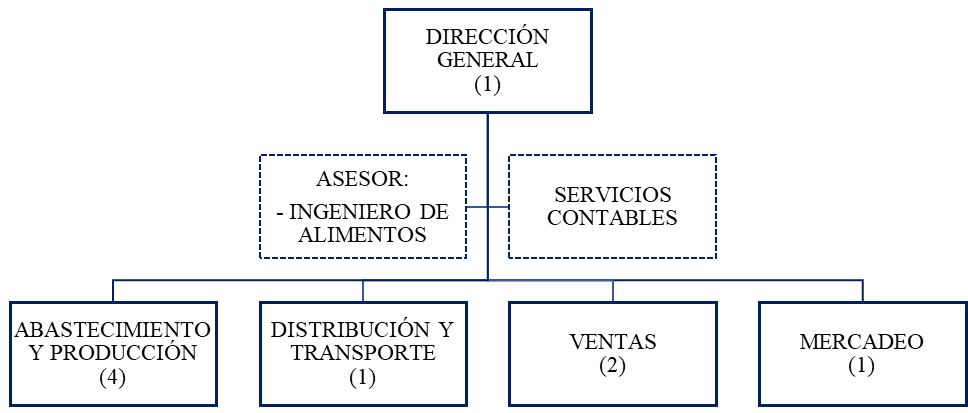 DIRECCIÓN
GENERAL
(1)
ASESOR:
- INGENIERO DE
ALIMENTOS
SERVICIOS
CONTABLES
ABASTECIMIENTO
Y PRODUCCIÓN
(4)
DISTRIBUCIÓN Y
TRANSPORTE
(1)
VENTAS
(2)
MERCADEO
(1)